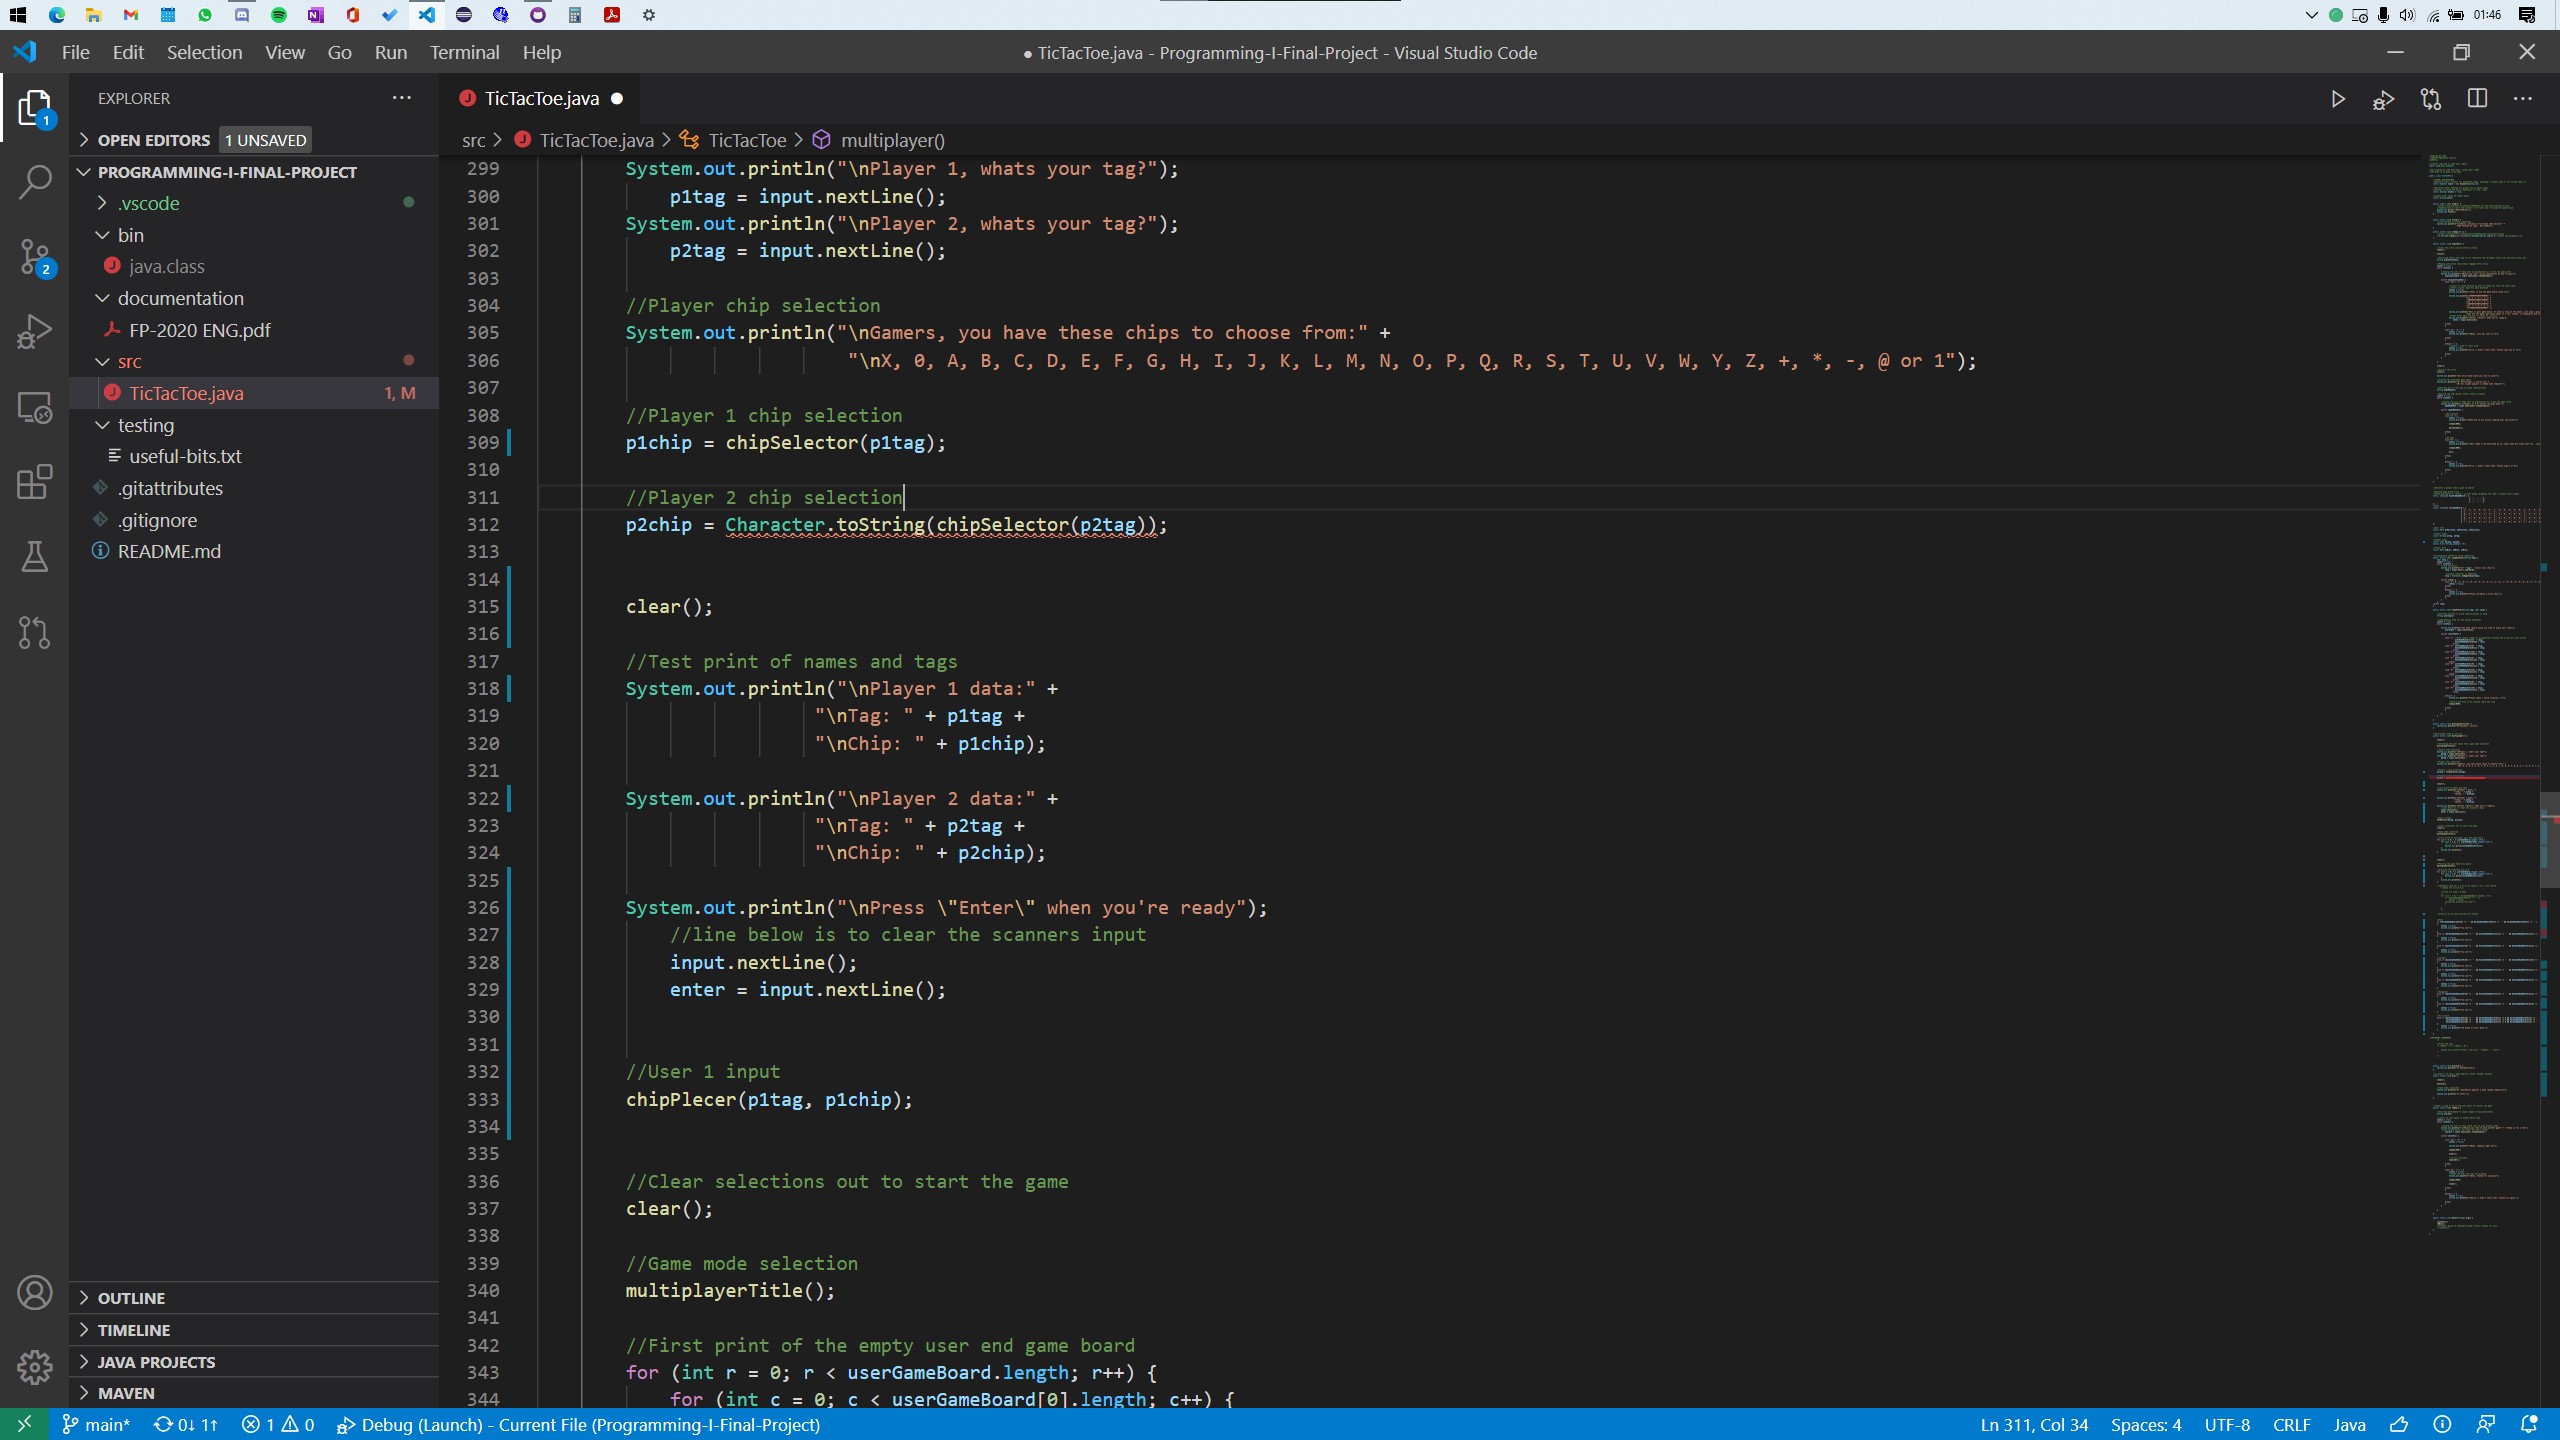 01:46
File Edit Selection View Go Run Terminal Help
● TicTacToe.java - Programming-I-Final-Project - Visual Studio Code
EXPLORER
TicTacToe.java
OPEN EDITORS 1 UNSAVED
src > TicTacToe.java > TicTacToe > multiplayer()
PROGRAMMING-I-FINAL-PROJECT
.vscode
bin
java.class
documentation
FP-2020 ENG.pdf
src
TicTacToe.java 1, M
testing
useful-bits.txt
.gitattributes
.gitignore
README.md
OUTLINE
TIMELINE
JAVA PROJECTS
MAVEN
1
2
299 System.out.println("\nPlayer 1, whats your tag?");
300 p1tag = input.nextLine();
301 System.out.println("\nPlayer 2, whats your tag?");
302 p2tag = input.nextLine();
303
304 //Player chip selection
305 System.out.println("\nGamers, you have these chips to choose from:" +
306 "\nX, 0, A, B, C, D, E, F, G, H, I, J, K, L, M, N, O, P, Q, R, S, T, U, V, W, Y, Z, +, *, -, @ or 1");
307
308 //Player 1 chip selection
309 p1chip = chipSelector(p1tag);
310
311 //Player 2 chip selection
312 p2chip = Character.toString(chipSelector(p2tag));
313
314
315 clear();
316
317 //Test print of names and tags
318 System.out.println("\nPlayer 1 data:" +
319 "\nTag: " + p1tag +
320 "\nChip: " + p1chip);
321
322 System.out.println("\nPlayer 2 data:" +
323 "\nTag: " + p2tag +
324 "\nChip: " + p2chip);
325
326 System.out.println("\nPress \"Enter\" when you're ready");
327 //line below is to clear the scanners input
328 input.nextLine();
329 enter = input.nextLine();
330
331
332 //User 1 input
333 chipPlecer(p1tag, p1chip);
334
335
336 //Clear selections out to start the game
337 clear();
338
339 //Game mode selection
340 multiplayerTitle();
341
342 //First print of the empty user end game board
343 for (int r = 0; r < userGameBoard.length; r++) {
344 for (int c = 0; c < userGameBoard[0].length; c++) {
main* 0↓ 1↑ 1 0 Debug (Launch) - Current File (Programming-I-Final-Project) Ln 311, Col 34 Spaces: 4 UTF-8 CRLF Java